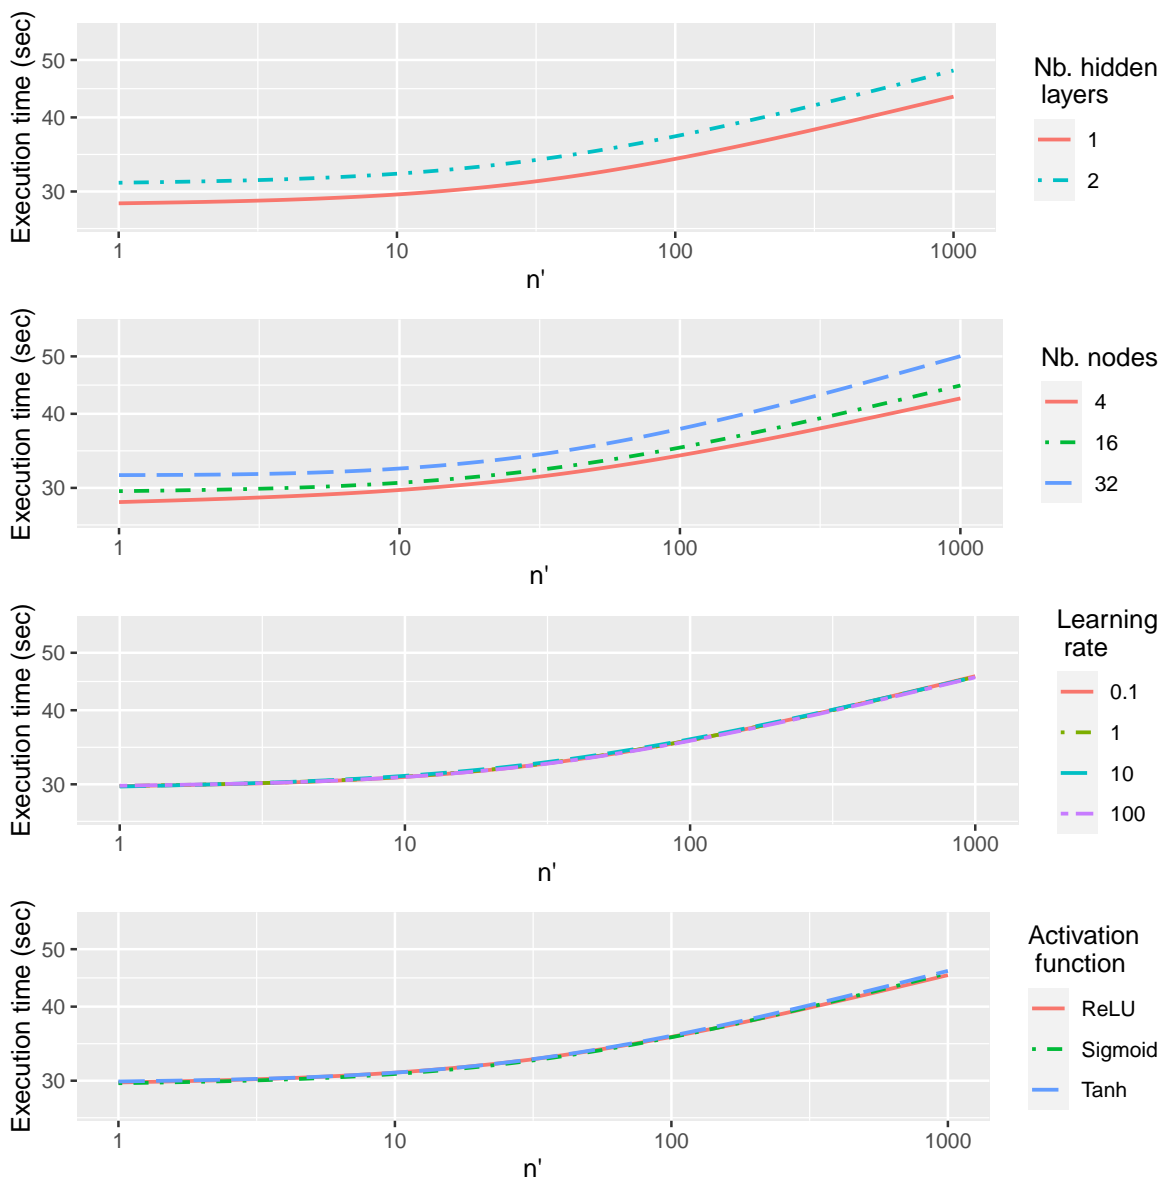 Execution time (sec)
50
40
30
1
10
100
1000
n'
Nb. hidden
layers
1
2
Execution time (sec)
50
40
30
1
10
100
1000
n'
Nb. nodes
4
16
32
Execution time (sec)
50
40
30
1
10
100
1000
n'
Learning
rate
0.1
1
10
100
Execution time (sec)
50
40
30
1
10
100
1000
n'
Activation
function
ReLU
Sigmoid
Tanh